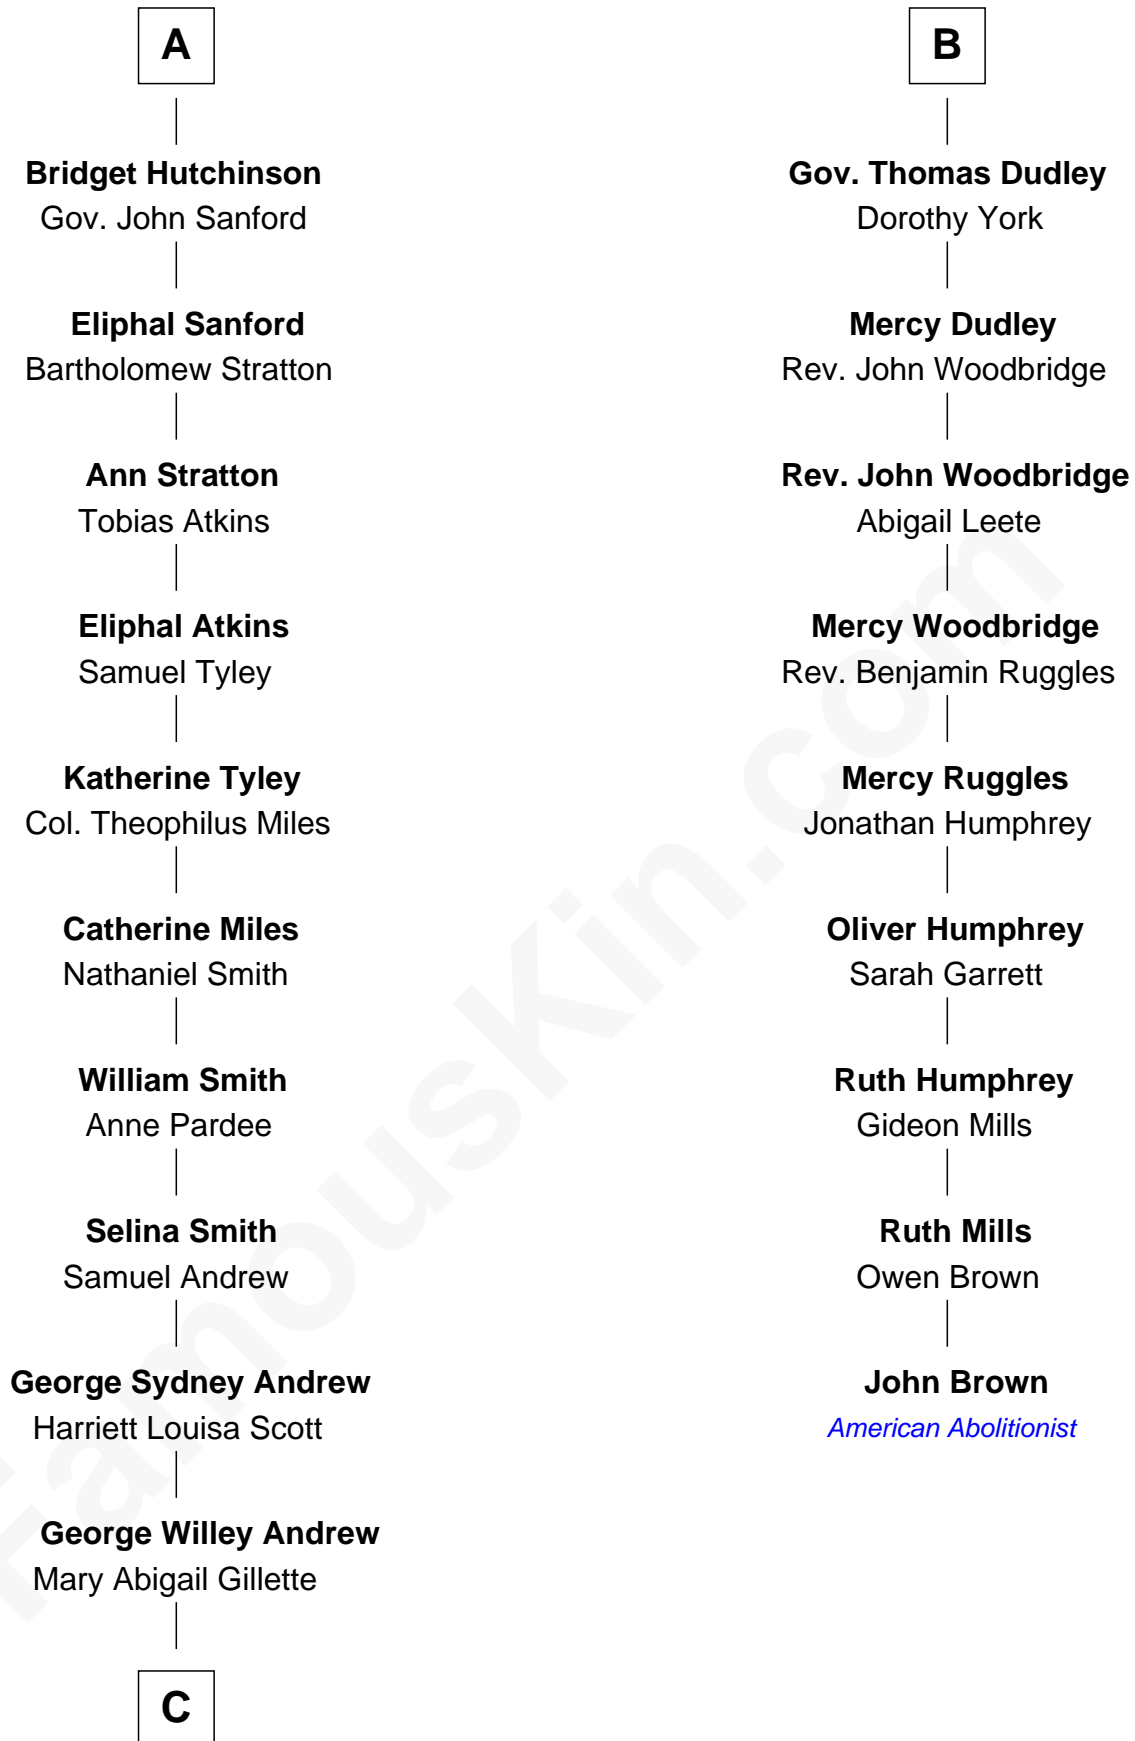 A
Bridget Hutchinson
Gov. John Sanford
Eliphal Sanford
Bartholomew Stratton
Ann Stratton
Tobias Atkins
Eliphal Atkins
Samuel Tyley
Katherine Tyley
Col. Theophilus Miles
Catherine Miles
Nathaniel Smith
William Smith
Anne Pardee
Selina Smith
Samuel Andrew
George Sydney Andrew
Harriett Louisa Scott
George Willey Andrew
Mary Abigail Gillette
C
B
Gov. Thomas Dudley
Dorothy York
Mercy Dudley
Rev. John Woodbridge
Rev. John Woodbridge
Abigail Leete
Mercy Woodbridge
Rev. Benjamin Ruggles
Mercy Ruggles
Jonathan Humphrey
Oliver Humphrey
Sarah Garrett
Ruth Humphrey
Gideon Mills
Ruth Mills
Owen Brown
John Brown
American Abolitionist
FamousKin.com